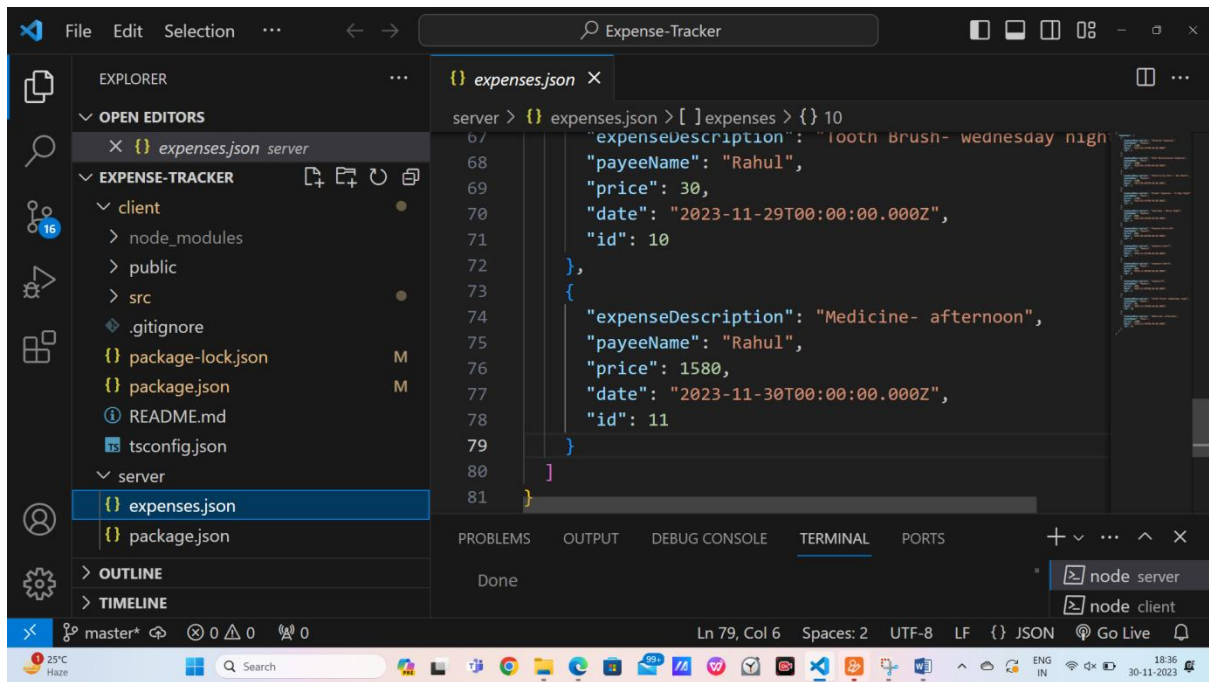 File Edit Selection ··· Expense-Tracker
EXPLORER ···
OPEN EDITORS
{} expenses.json server
EXPENSE-TRACKER
client
node_modules
public
src
.gitignore
{} package-lock.json M
{} package.json M
README.md
TS tsconfig.json
server
{} expenses.json
{} package.json
OUTLINE
TIMELINE
16
{} expenses.json
server > {} expenses.json > [ ] expenses > {} 10
67 "expenseDescription": "Tooth Brush- wednesday nigh
68 "payeeName": "Rahul",
69 "price": 30,
70 "date": "2023-11-29T00:00:00.000Z",
71 "id": 10
72 },
73 {
74 "expenseDescription": "Medicine- afternoon",
75 "payeeName": "Rahul",
76 "price": 1580,
77 "date": "2023-11-30T00:00:00.000Z",
78 "id": 11
79 }
80 ]
81 }
PROBLEMS OUTPUT DEBUG CONSOLE TERMINAL PORTS
Done
node server
node client
master* 0 0 0 Ln 79, Col 6 Spaces: 2 UTF-8 LF {} JSON Go Live
1 25°C
Haze
Search
99+
PRE
ENG
IN
18:36
30-11-2023